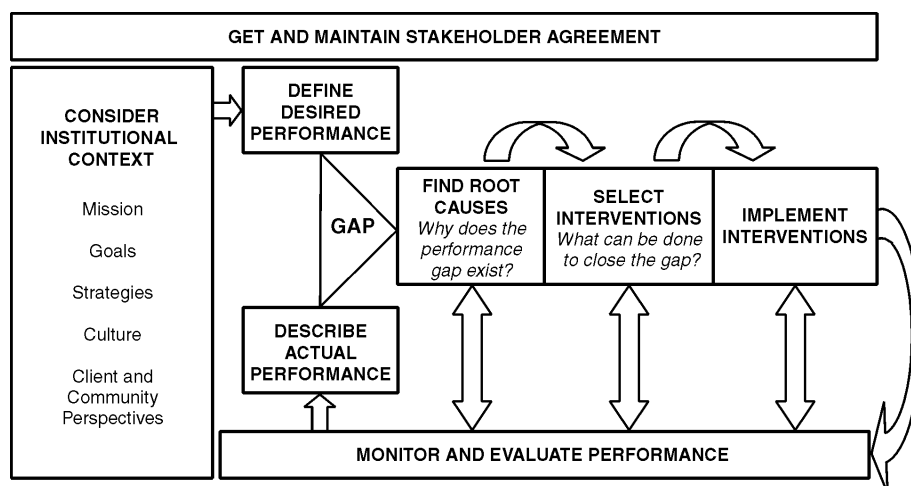 GET AND MAINTAIN STAKEHOLDER AGREEMENT
CONSIDER
INSTITUTIONAL
CONTEXT
Mission
Goals
Strategies
Culture
Client and
Community
Perspectives
DEFINE
DESIRED
PERFORMANCE
GAP
DESCRIBE
ACTUAL
PERFORMANCE
FIND ROOT
CAUSES
Why does the
performance
gap exist?
SELECT
INTERVENTIONS
What can be done
to close the gap?
IMPLEMENT
INTERVENTIONS
MONITOR AND EVALUATE PERFORMANCE